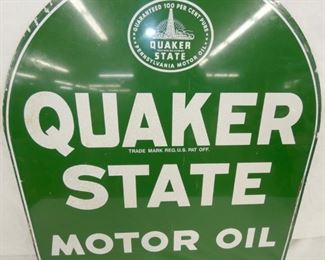 GUARANTEED 100 PER CENT PURE
QUAKER
STATE
PENNSYLVANIA MOTOR OIL
QUAKER
TRADE MARK REG. U.S. PAT OFF.
STATE
MOTOR OIL